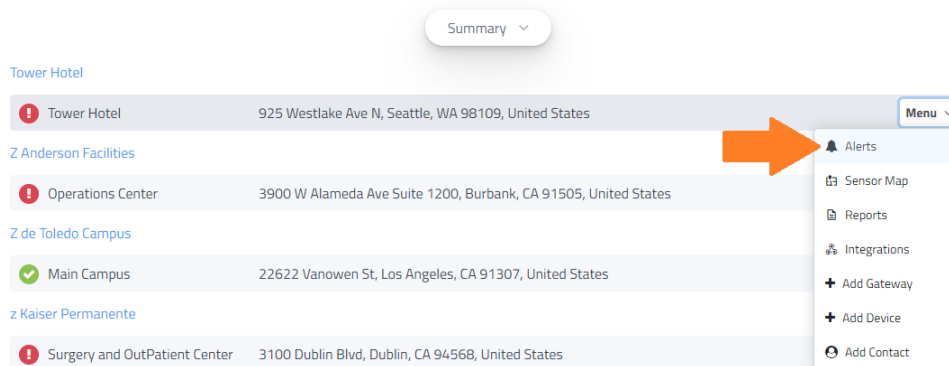 Summary
Tower Hotel
Tower Hotel 925 Westlake Ave N, Seattle, WA 98109, United States Menu
Alerts
Z Anderson Facilities
Sensor Map
Operations Center 3900 W Alameda Ave Suite 1200, Burbank, CA 91505, United States
Reports
Z de Toledo Campus
Integrations
Main Campus 22622 Vanowen St, Los Angeles, CA 91307, United States
Add Gateway
z Kaiser Permanente
Add Device
Surgery and OutPatient Center 3100 Dublin Blvd, Dublin, CA 94568, United States
Add Contact